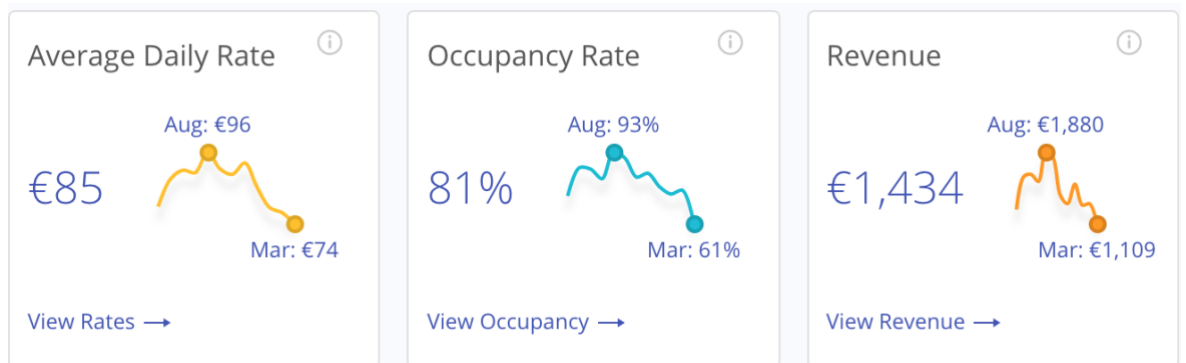 Average Daily Rate
Aug: €96
€85
Mar: €74
View Rates →
Occupancy Rate
Aug: 93%
81%
Mar: 61%
View Occupancy →
Revenue
Aug: €1,880
€1,434
Mar: €1,109
View Revenue →